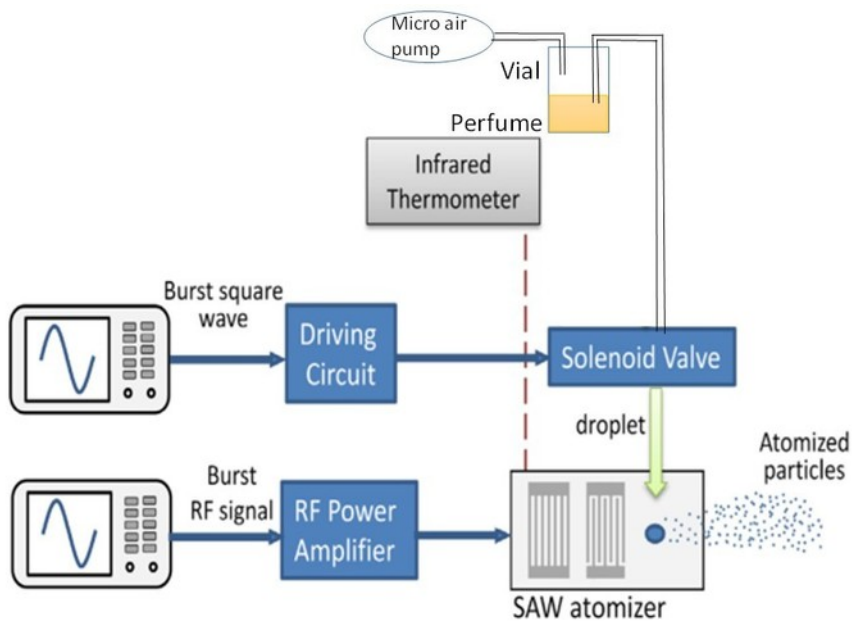 Micro air
pump
Vial
Perfume
Infrared
Thermometer
Burst square
wave
Driving
Circuit
Solenoid Valve
droplet
Atomized
particles
Burst
RF signal
RF Power
Amplifier
SAW atomizer